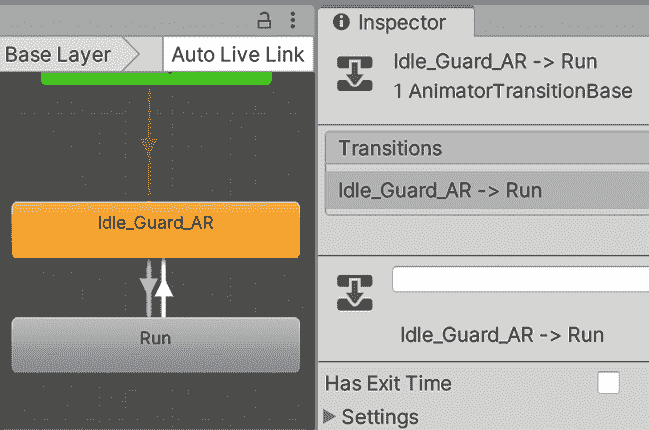 Base Layer
Auto Live Link
Idle_Guard_AR
Run
Inspector
Idle_Guard_AR -> Run
1 AnimatorTransitionBase
Transitions
Idle_Guard_AR -> Run
Idle_Guard_AR -> Run
Has Exit Time
Settings